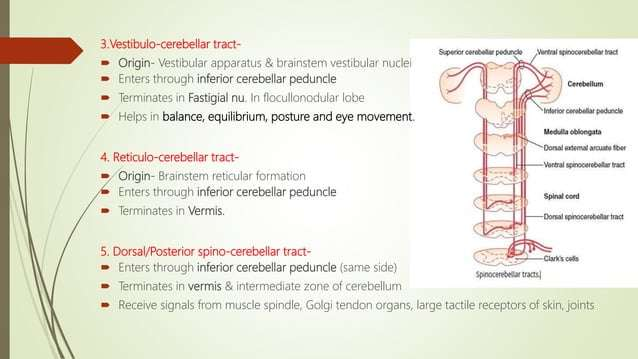 3.Vestibulo-cerebellar tract-
Origin- Vestibular apparatus & brainstem vestibular nuclei
Enters through inferior cerebellar peduncle
Terminates in Fastigial nu. In flocullonodular lobe
Helps in balance, equilibrium, posture and eye movement.
4. Reticulo-cerebellar tract-
Origin- Brainstem reticular formation
Enters through inferior cerebellar peduncle
Terminates in Vermis.
5. Dorsal/Posterior spino-cerebellar tract-
Enters through inferior cerebellar peduncle (same side)
Terminates in vermis & intermediate zone of cerebellum
Receive signals from muscle spindle, Golgi tendon organs, large tactile receptors of skin, joints
Superior cerebellar peduncle
Ventral spinocerebellar tract
Cerebellum
Inferior cerebellar peduncle
Medulla oblongata
Dorsal external arcuate fiber
Ventral spinocerebellar tract
Spinal cord
Dorsal spinocerebellar tract
Clark's cells
Spinocerebellar tracts.